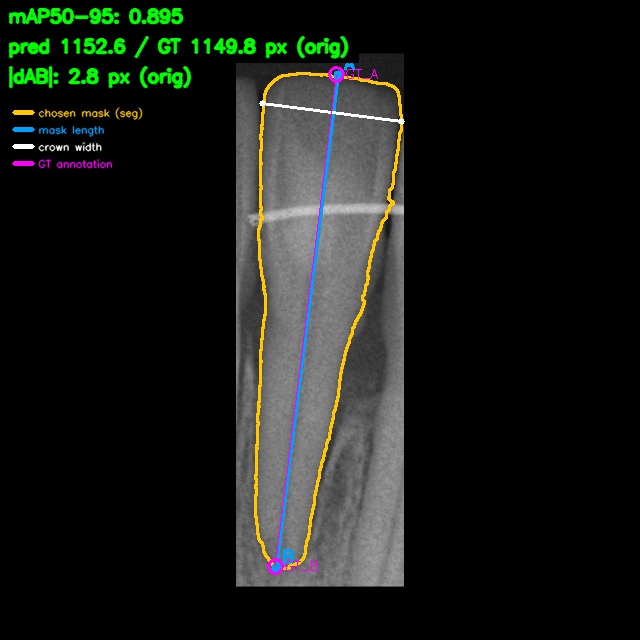 mAP50-95: 0.895
pred 1152.6 / GT 1149.8 px (orig)
|dAB|: 2.8 px (orig)
chosen mask (seg)
mask length
crown width
GT annotation
GT_A